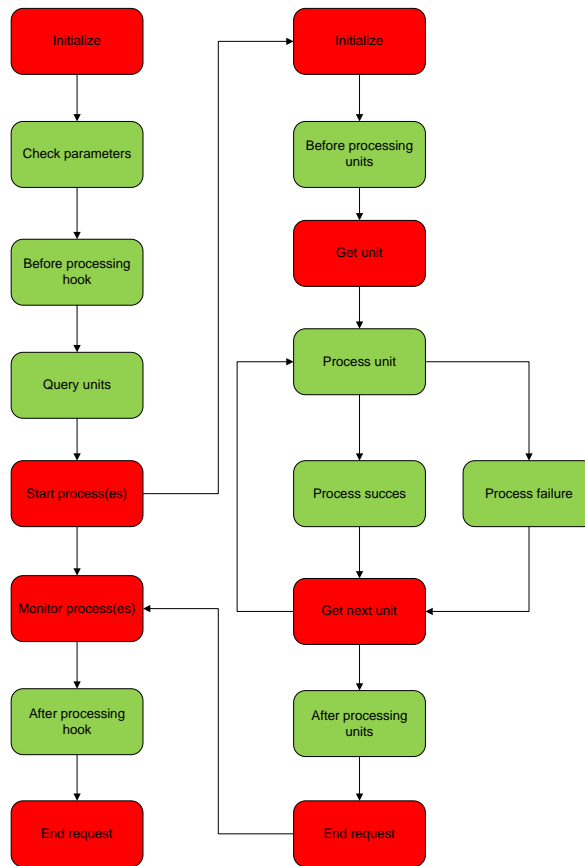 Initialize
Check parameters
Before processing
hook
Query units
Start process(es)
Monitor process(es)
After processing
hook
End request
Initialize
Before processing
units
Get unit
Process unit
Process succes
Process failure
Get next unit
After processing
units
End request